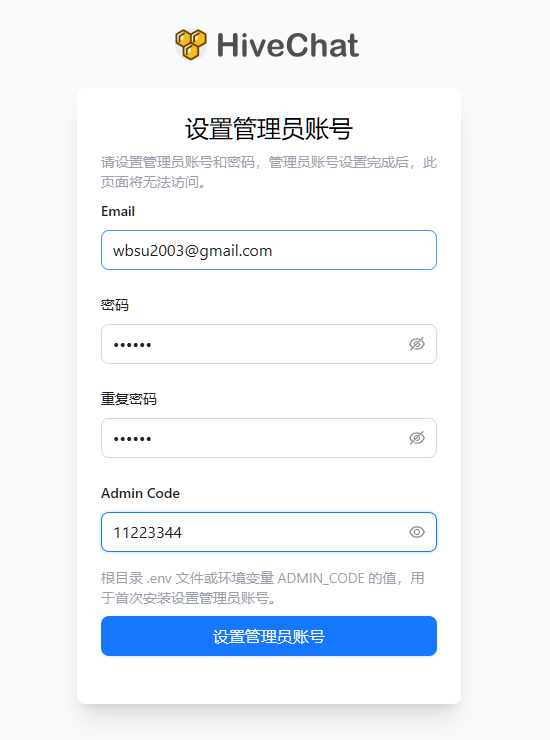 HiveChat
设置管理员账号
请设置管理员账号和密码，管理员账号设置完成后，此
页面将无法访问。
Email
wbsu2003@gmail.com
密码
••••••
重复密码
••••••
Admin Code
11223344
根目录 .env 文件或环境变量 ADMIN_CODE 的值，用
于首次安装设置管理员账号。
设置管理员账号